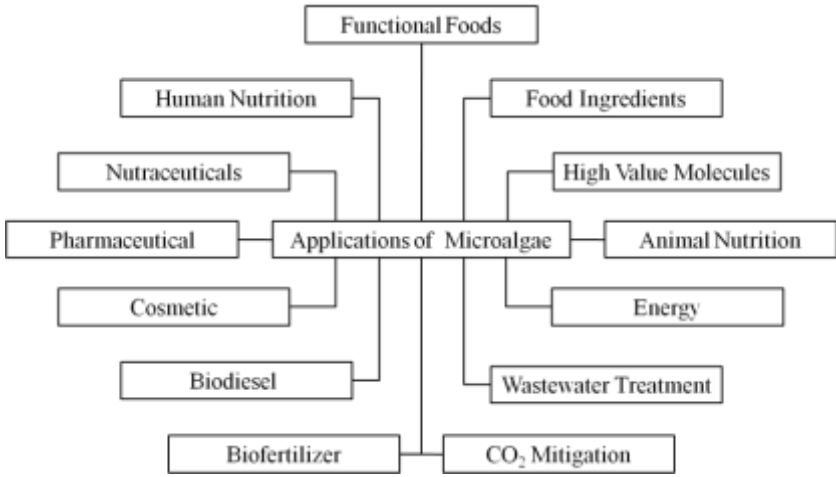 Functional Foods
Human Nutrition
Food Ingredients
Nutraceuticals
High Value Molecules
Pharmaceutical
Applications of Microalgae
Animal Nutrition
Cosmetic
Energy
Biodiesel
Wastewater Treatment
Biofertilizer
CO₂ Mitigation